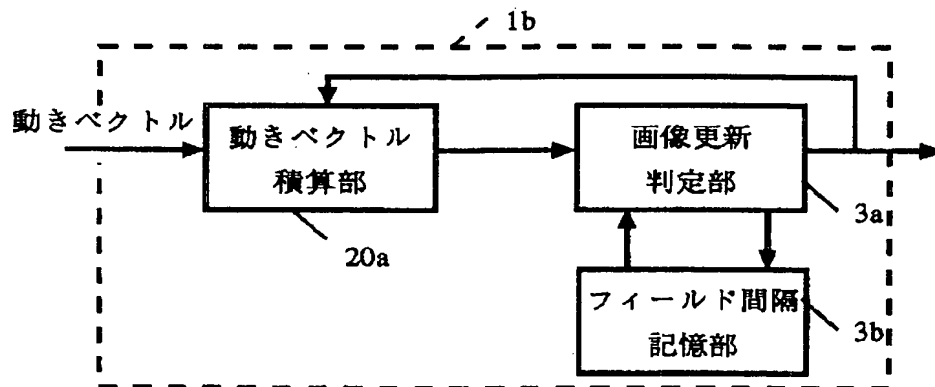 1b
動きベクトル
動きベクトル
積算部
画像更新
判定部
3a
20a
フィールド間隔
記憶部
3b